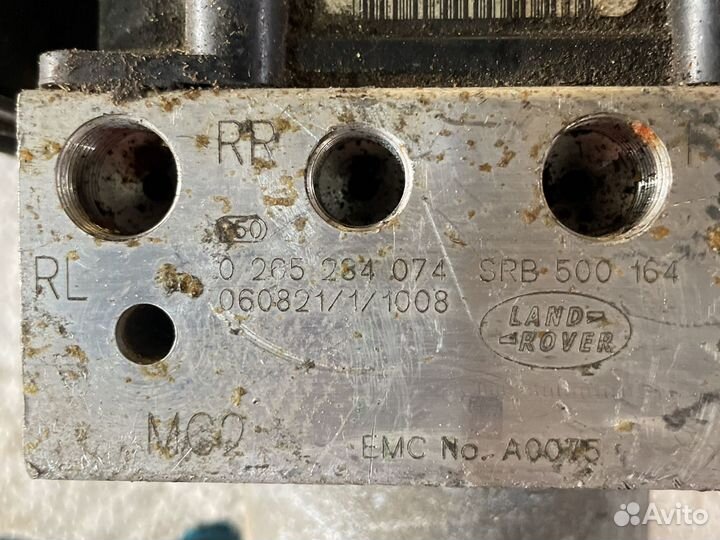 RR
RL
0 265 234 074 SRB 500 164
060821/1/1008
LAND
ROVER
MC2
EMC No. A0075
Avito